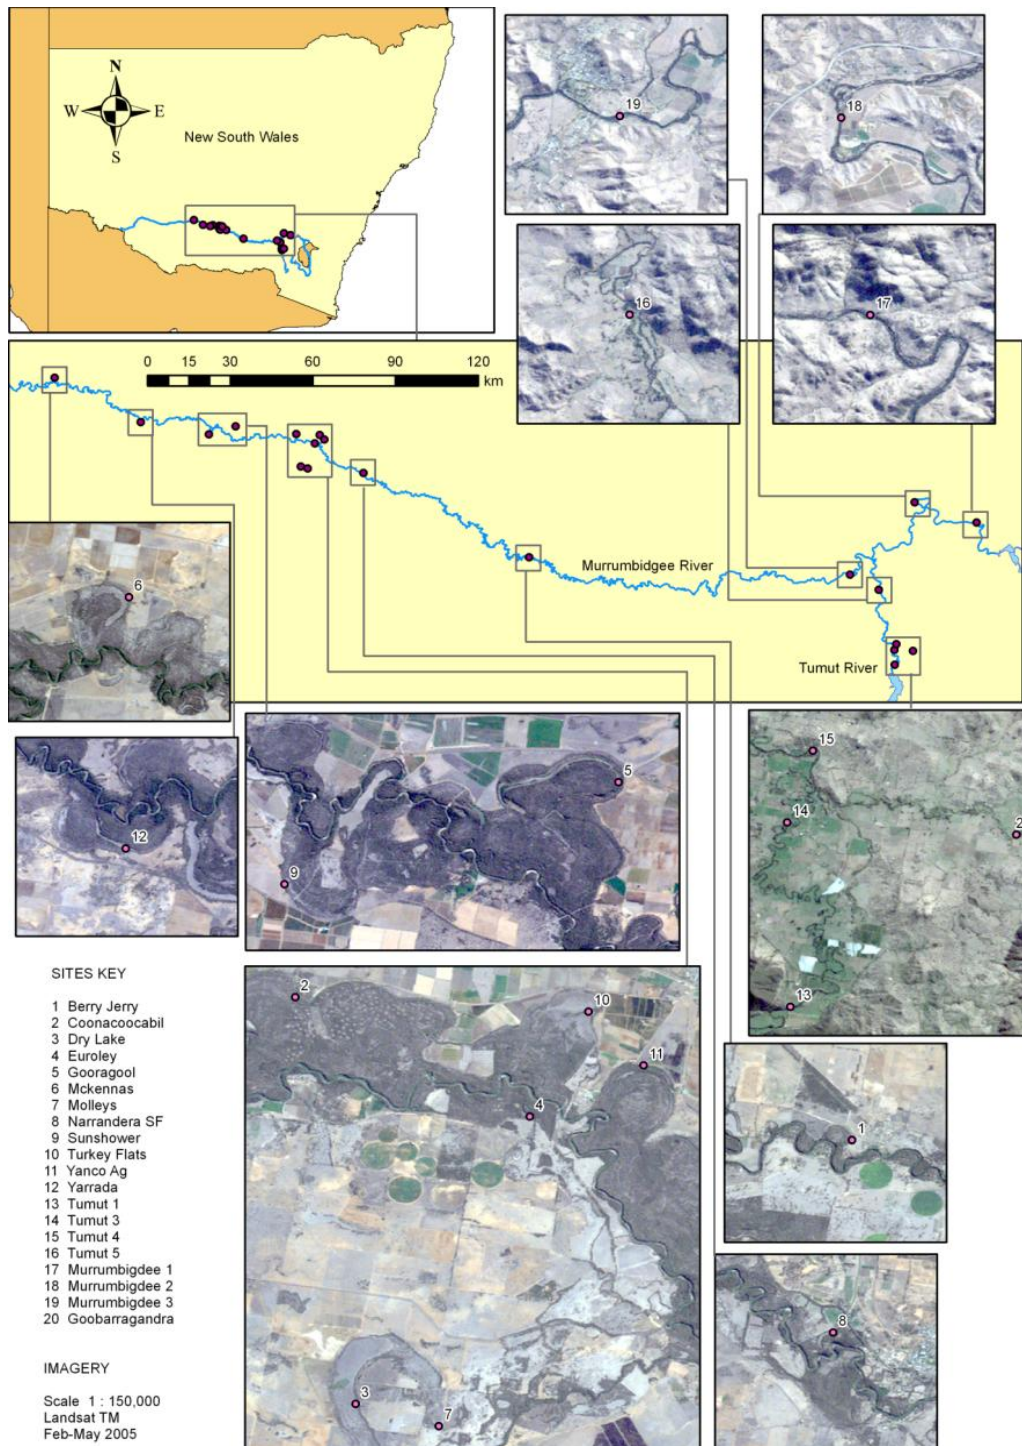 N
W E
S
New South Wales
19
18
16
17
0 15 30 60 90 120
km
Murrumbidgee River
Tumut River
6
12
5
9
15
14
2
13
2
10
11
4
3
7
1
8
SITES KEY
1 Berry Jerry
2 Coonacoocabil
3 Dry Lake
4 Euroley
5 Gooragool
6 Mckennas
7 Molleys
8 Narrandera SF
9 Sunshower
10 Turkey Flats
11 Yanco Ag
12 Yarrada
13 Tumut 1
14 Tumut 3
15 Tumut 4
16 Tumut 5
17 Murrumbigdee 1
18 Murrumbigdee 2
19 Murrumbigdee 3
20 Goobarragandra
IMAGERY
Scale 1 : 150,000
Landsat TM
Feb-May 2005